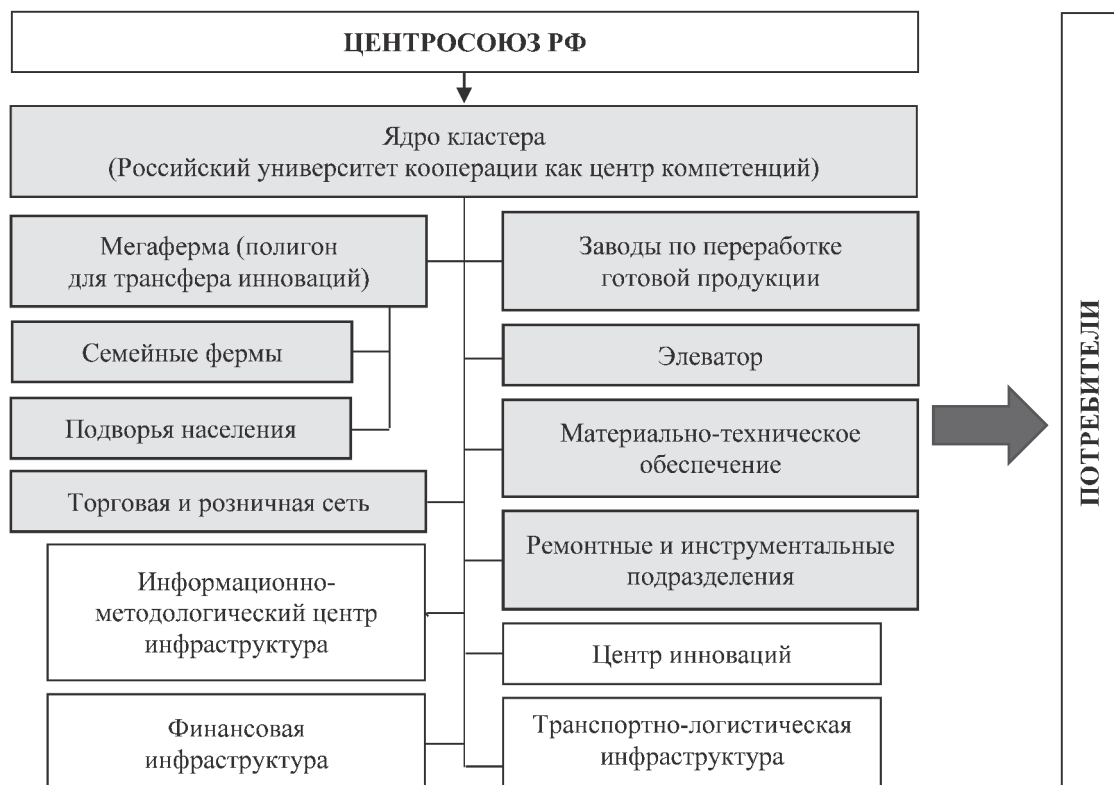 ЦЕНТРОСОЮЗ РФ
Ядро кластера
(Российский университет кооперации как центр компетенций)
Мегаферма (полигон
для трансфера инноваций)
Семейные фермы
Подворья населения
Торговая и розничная сеть
Информационно-
методологический центр
инфраструктура
Финансовая
инфраструктура
Заводы по переработке
готовой продукции
Элеватор
Материально-техническое
обеспечение
Ремонтные и инструментальные
подразделения
Центр инноваций
Транспортно-логистическая
инфраструктура
ПОТРЕБИТЕЛИ